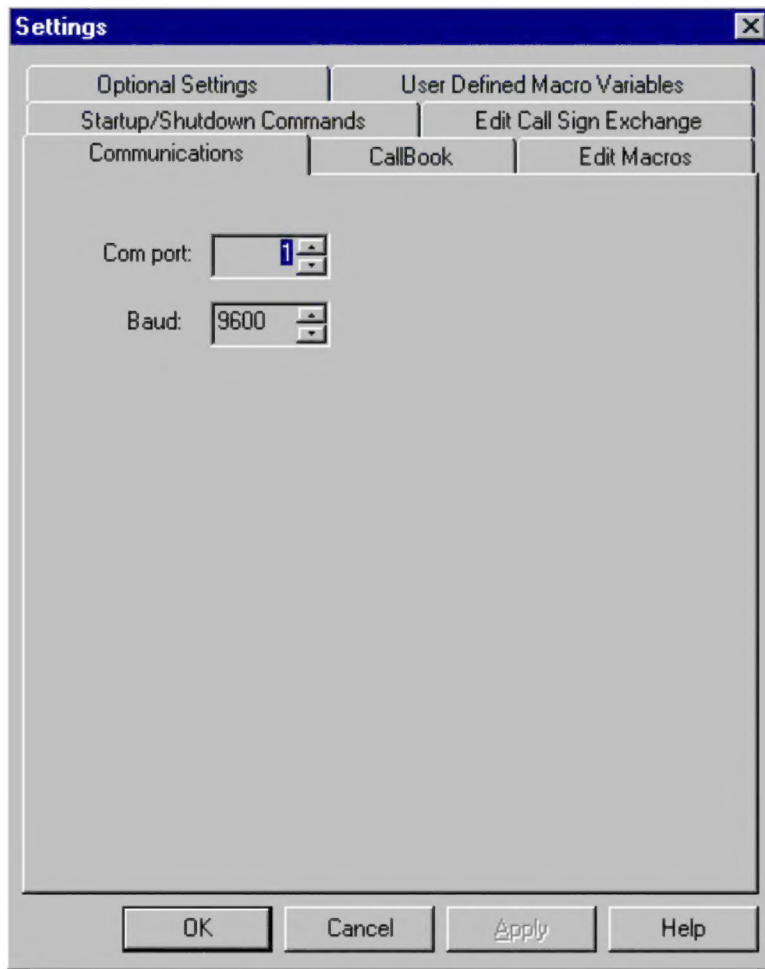 Settings
Optional Settings User Defined Macro Variables
Startup/Shutdown Commands Edit Call Sign Exchange
Communications CallBook Edit Macros
Com port: 1
Baud: 9600
OK Cancel Apply Help